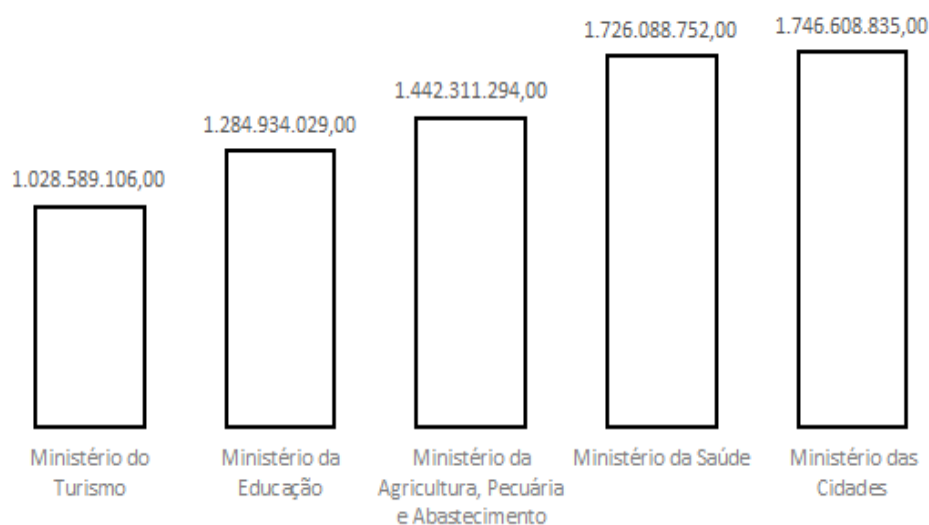 1.726.088.752,00
1.746.608.835,00
1.442.311.294,00
1.284.934.029,00
1.028.589.106,00
Ministério do
Turismo
Ministério da
Educação
Ministério da
Agricultura, Pecuária
e Abastecimento
Ministério da Saúde
Ministério das
Cidades